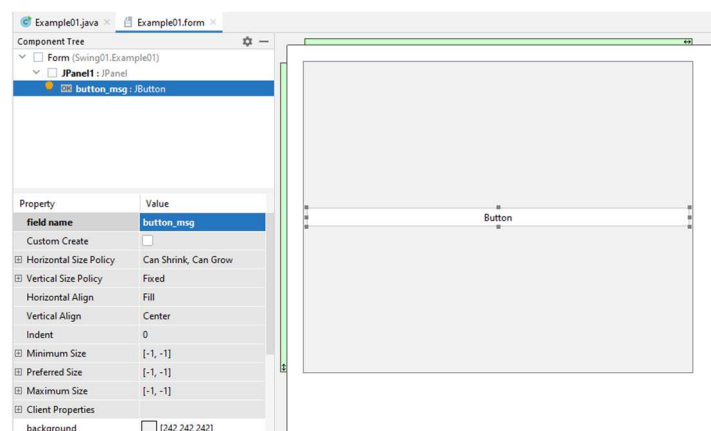 Example01.java
Example01.form
Component Tree
Form (Swing01.Example01)
JPanel1 : JPanel
OK button_msg : JButton
Property Value
field name button_msg
Custom Create
Horizontal Size Policy Can Shrink, Can Grow
Vertical Size Policy Fixed
Horizontal Align Fill
Vertical Align Center
Indent 0
Minimum Size [-1, -1]
Preferred Size [-1, -1]
Maximum Size [-1, -1]
Client Properties
background [242,242,242]
Button